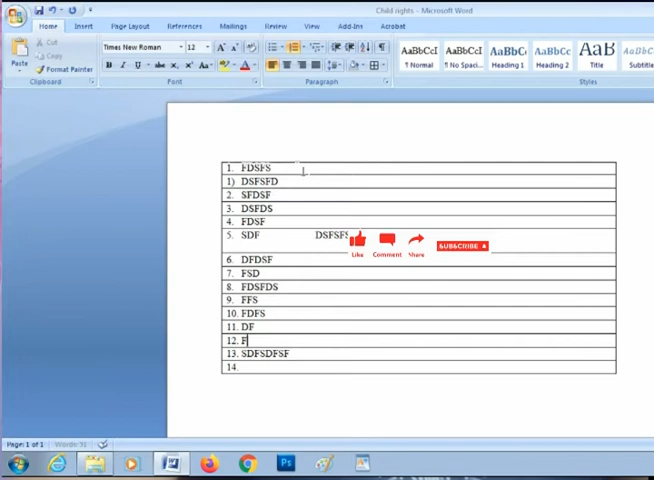 Child rights - Microsoft Word
Home Insert Page Layout References Mailings Review View Add-Ins Acrobat
Cut
Copy
Paste Format Painter
Clipboard
Times New Roman 12
Font
Paragraph
AaBbCcI AaBbCcI AaBbCc AaBbCc AaB AaBbCcI
¶ Normal ¶ No Spaci... Heading 1 Heading 2 Title Subtitle
Styles
1. FDSFS
1) DSFSFD
2. SFDSF
3. DSFDS
4. FDSF
5. SDF DSFSFS
Like Comment Share SUBSCRIBE
6. DFDSF
7. FSD
8. FDSFDS
9. FFS
10. FDFS
11. DF
12. F
13. SDFSDFSF
14.
Page: 1 of 1 Words: 31
Ps